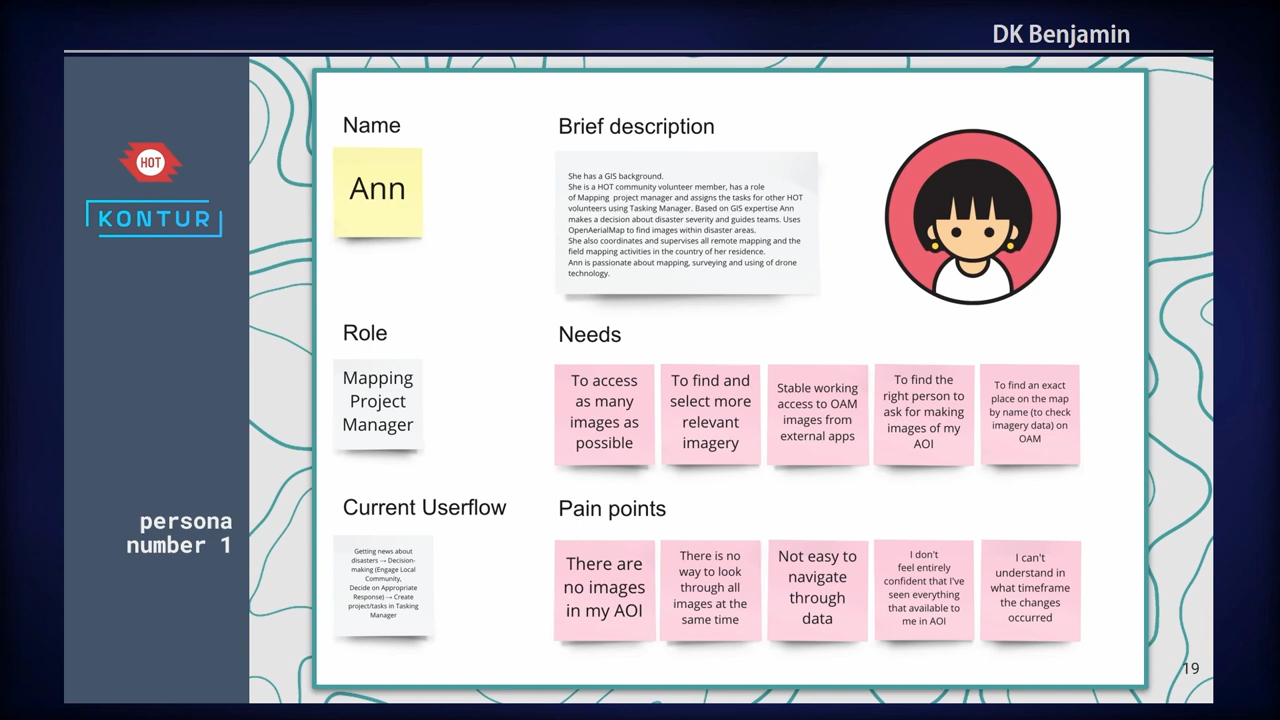 DK Benjamin
HOT
KONTUR
persona
number 1
Name
Ann
Brief description
She has a GIS background.
She is a HOT community volunteer member, has a role
of Mapping project manager and assigns the tasks for other HOT
volunteers using Tasking Manager. Based on GIS expertise Ann
makes a decision about disaster severity and guides teams. Uses
OpenAerialMap to find images within disaster areas.
She also coordinates and supervises all remote mapping and the
field mapping activities in the country of her residence.
Ann is passionate about mapping, surveying and using of drone
technology.
Role
Mapping
Project
Manager
Needs
To access
as many
images as
possible
To find and
select more
relevant
imagery
Stable working
access to OAM
images from
external apps
To find the
right person to
ask for making
images of my
AOI
To find an exact
place on the map
by name (to check
imagery data) on
OAM
Current Userflow
Getting news about
disasters → Decision-
making (Engage Local
Community,
Decide on Appropriate
Response) → Create
project/tasks in Tasking
Manager
Pain points
There are
no images
in my AOI
There is no
way to look
through all
images at the
same time
Not easy to
navigate
through
data
I don't
feel entirely
confident that I've
seen everything
that available to
me in AOI
I can't
understand in
what timeframe
the changes
occurred
19